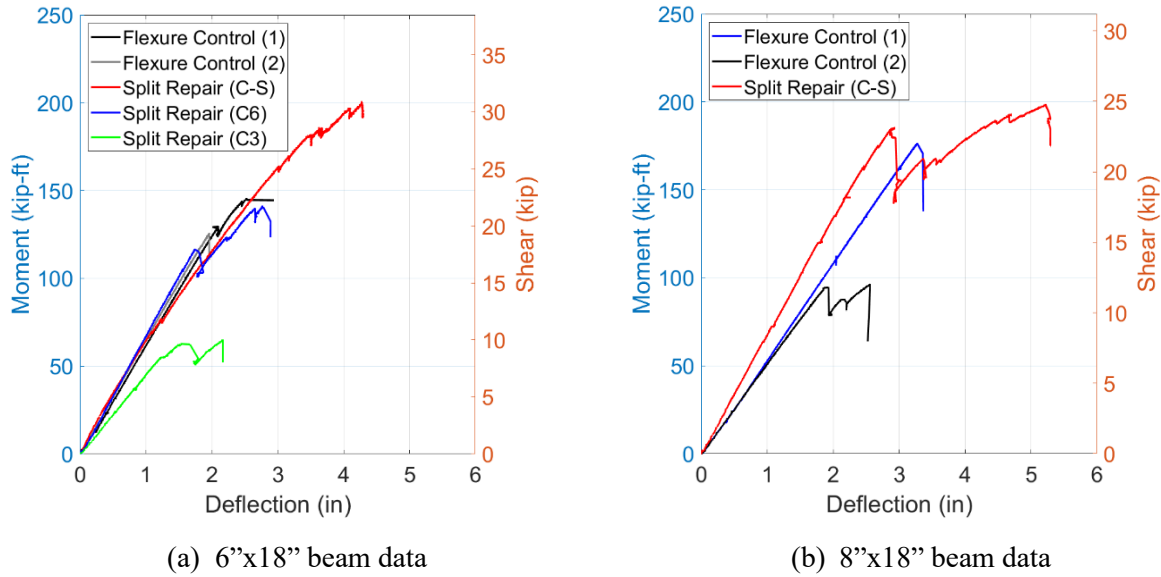 250
200
150
100
50
0
Moment (kip-ft)
Flexure Control (1)
Flexure Control (2)
Split Repair (C-S)
Split Repair (C6)
Split Repair (C3)
35
30
25
20
15
10
5
0
Shear (kip)
0 1 2 3 4 5 6
Deflection (in)
(a) 6”x18” beam data
250
200
150
100
50
0
Moment (kip-ft)
Flexure Control (1)
Flexure Control (2)
Split Repair (C-S)
30
25
20
15
10
5
0
Shear (kip)
0 1 2 3 4 5 6
Deflection (in)
(b) 8”x18” beam data